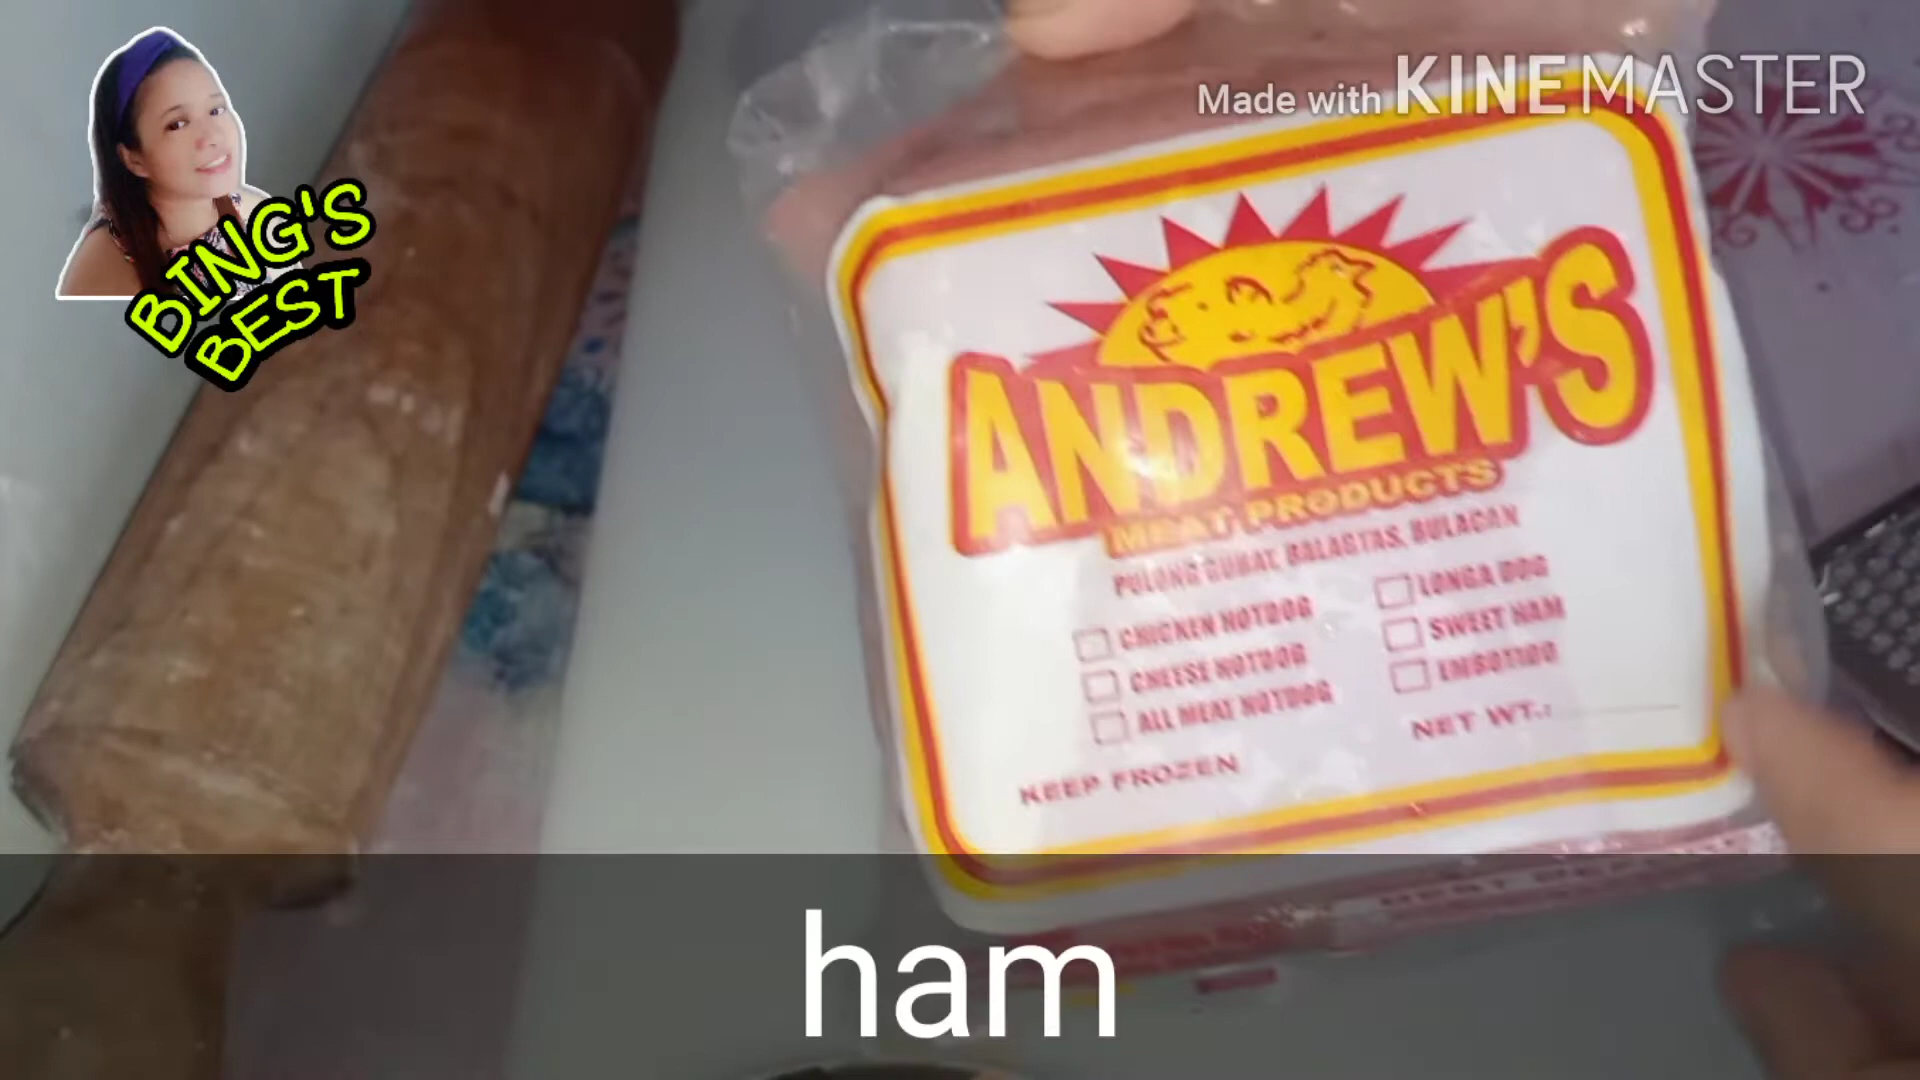 Made with KINEMASTER
BING'S
BEST
ANDREW'S
MEAT PRODUCTS
PULONG GUBAT, BALAGTAS, BULACAN
CHICKEN HOTDOG
CHEESE HOTDOG
ALL MEAT HOTDOG
LONGA DOG
SWEET HAM
EMBOTIDO
NET WT.:
KEEP FROZEN
ham